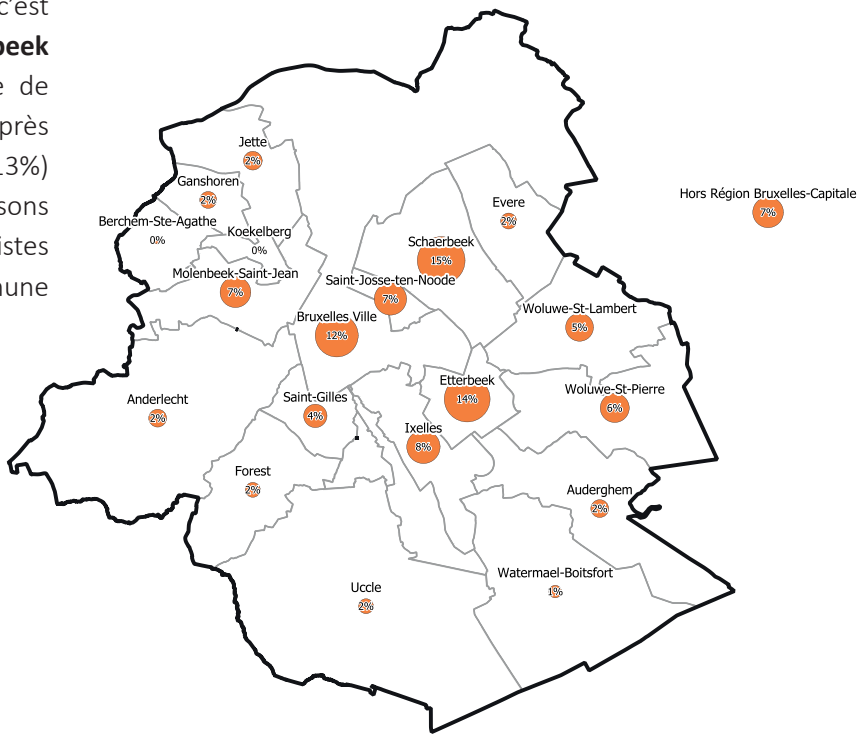 c'est
beek
de
près
13%)
sons
istes
nune
Jette
2%
Ganshoren
2%
Berchem-Ste-Agathe
0%
Koekelberg
0%
Molenbeek-Saint-Jean
7%
Evere
2%
Hors Région Bruxelles-Capitale
7%
Schaerbeek
15%
Saint-Josse-ten-Noode
7%
Bruxelles Ville
12%
Woluwe-St-Lambert
5%
Etterbeek
14%
Woluwe-St-Pierre
6%
Anderlecht
2%
Saint-Gilles
4%
Ixelles
8%
Forest
2%
Auderghem
2%
Watermael-Boitsfort
1%
Uccle
2%